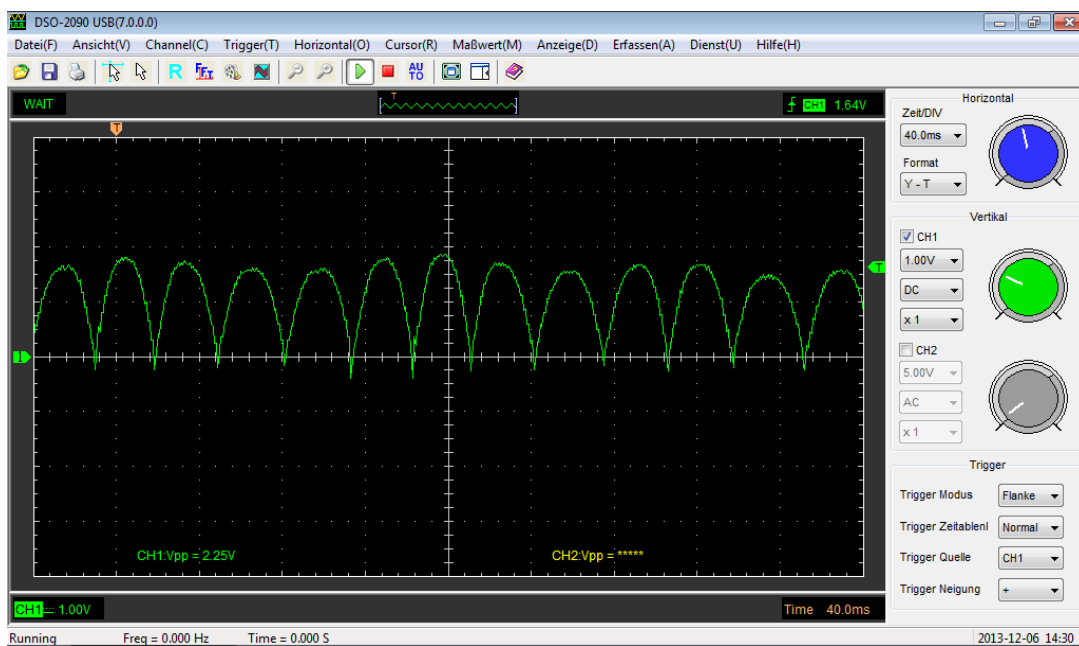 DSO-2090 USB(7.0.0.0)
Datei(F) Ansicht(V) Channel(C) Trigger(T) Horizontal(O) Cursor(R) Maßwert(M) Anzeige(D) Erfassen(A) Dienst(U) Hilfe(H)
R FFT AUTO
WAIT
T
CH1 1.64V
T
T
1
CH1:Vpp = 2.25V
CH2:Vpp = *****
CH1 1.00V
Time 40.0ms
Horizontal
Zeit/DIV
40.0ms
Format
Y - T
Vertikal
CH1
1.00V
DC
x 1
CH2
5.00V
AC
x 1
Trigger
Trigger Modus Flanke
Trigger Zeitablenl Normal
Trigger Quelle CH1
Trigger Neigung +
Running Freq = 0.000 Hz Time = 0.000 S 2013-12-06 14:30